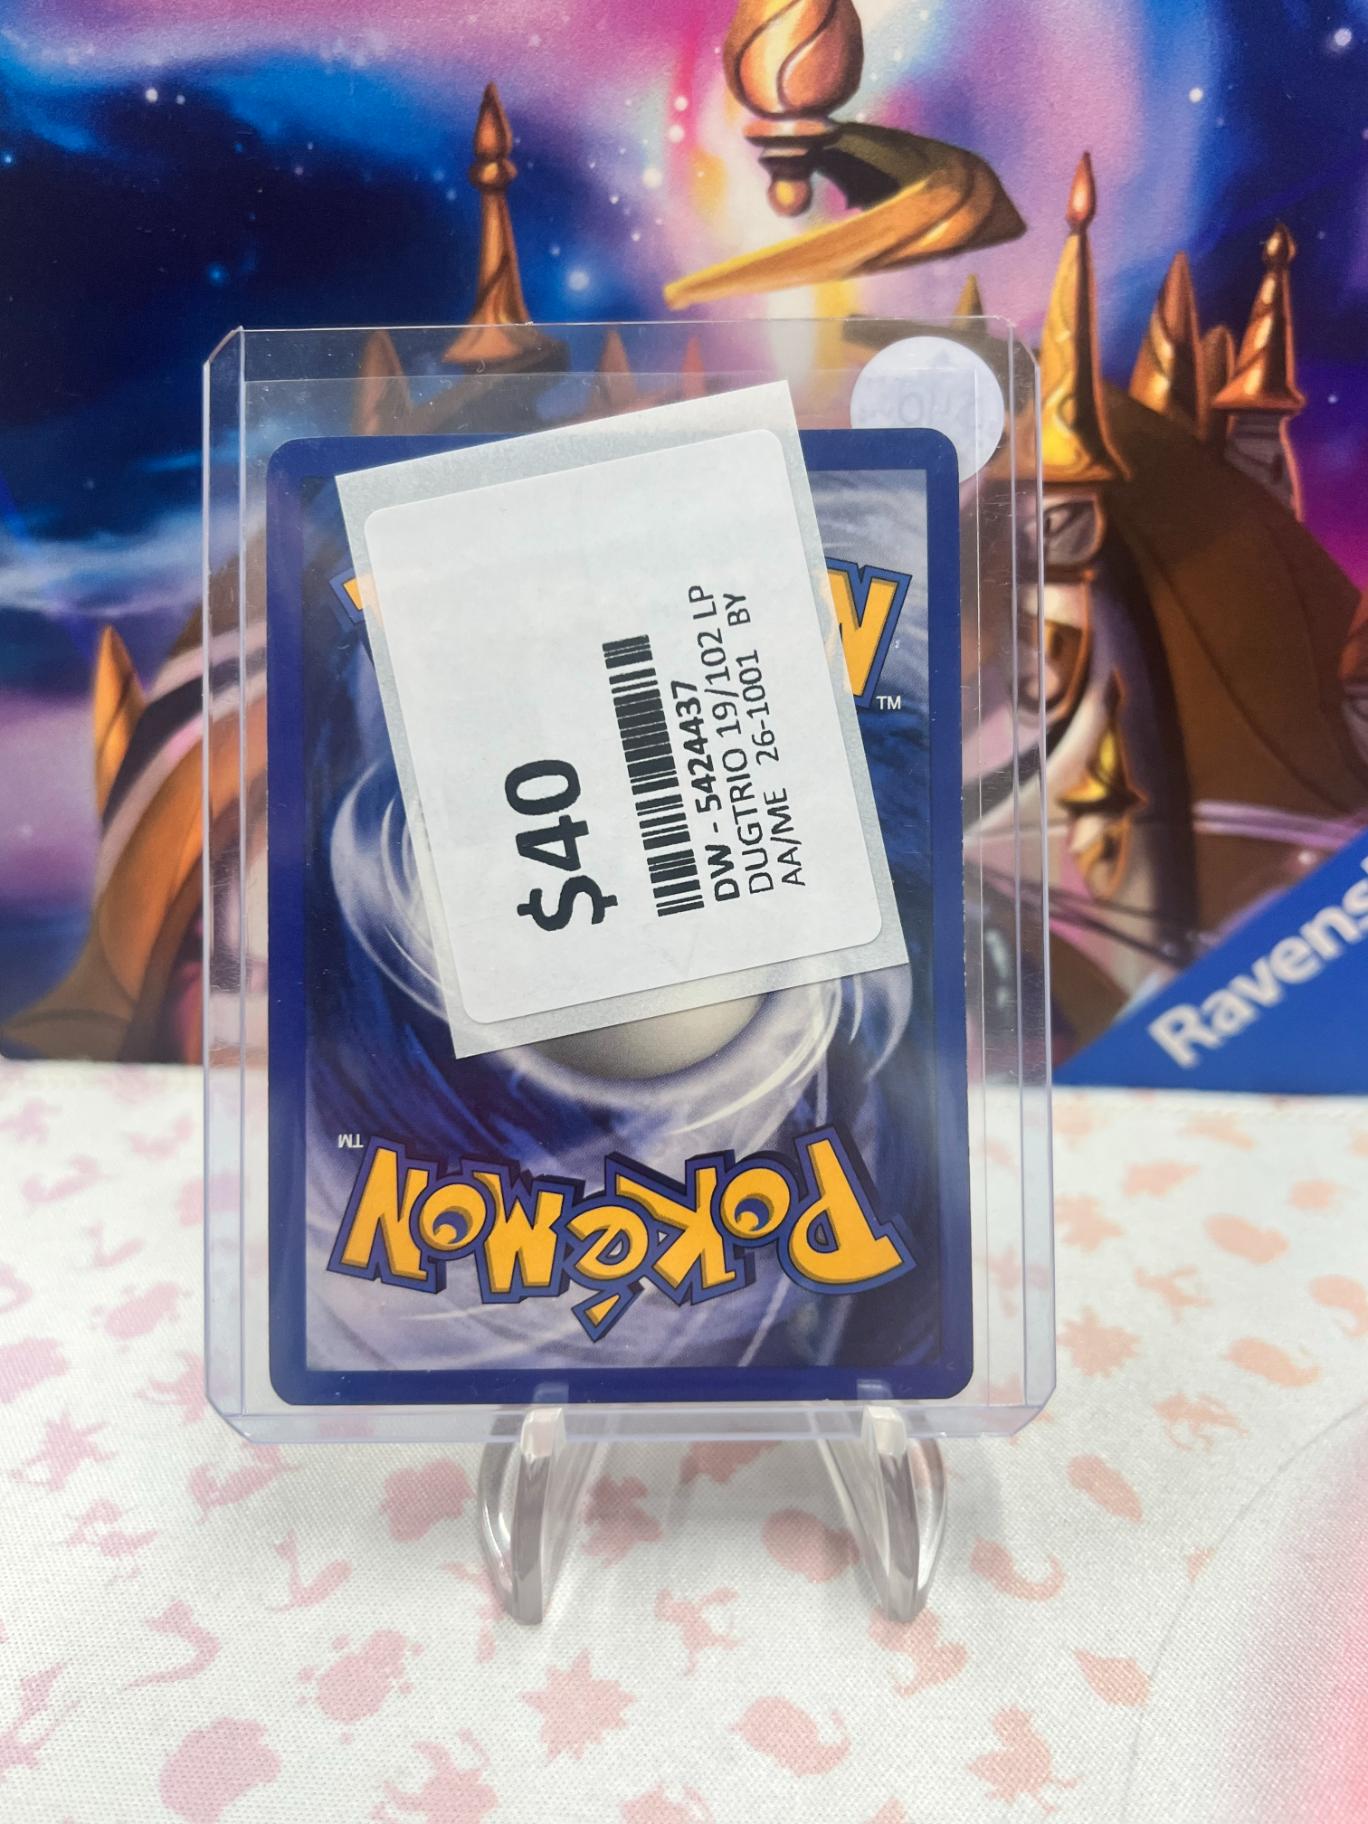 $40
DW - 5424437
DUGTRIO 19/102 LP
AA/ME 26-1001 BY
TM
POKéMON
TM
Ravens